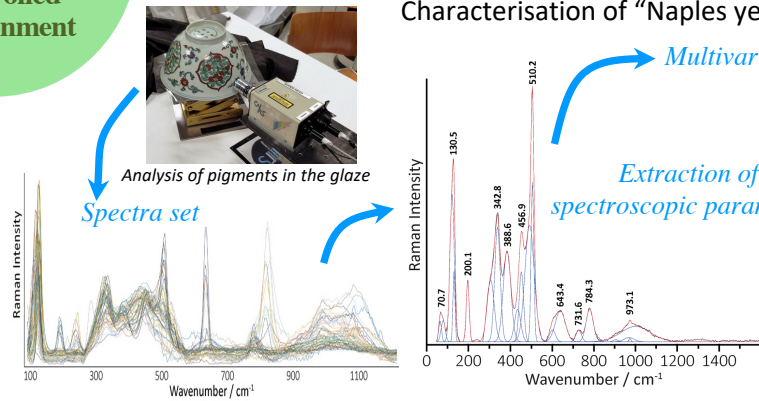 nment
Characterisation of “Naples ye
Analysis of pigments in the glaze
Spectra set
Raman Intensity
100 300 500 700 900 1100
Wavenumber / cm-1
Multivar
Extraction of
spectroscopic paran
Raman Intensity
70.7
130.5
200.1
342.8
388.6
456.9
510.2
643.4
731.6
784.3
973.1
0 200 400 600 800 1000 1200 1400
Wavenumber / cm-1